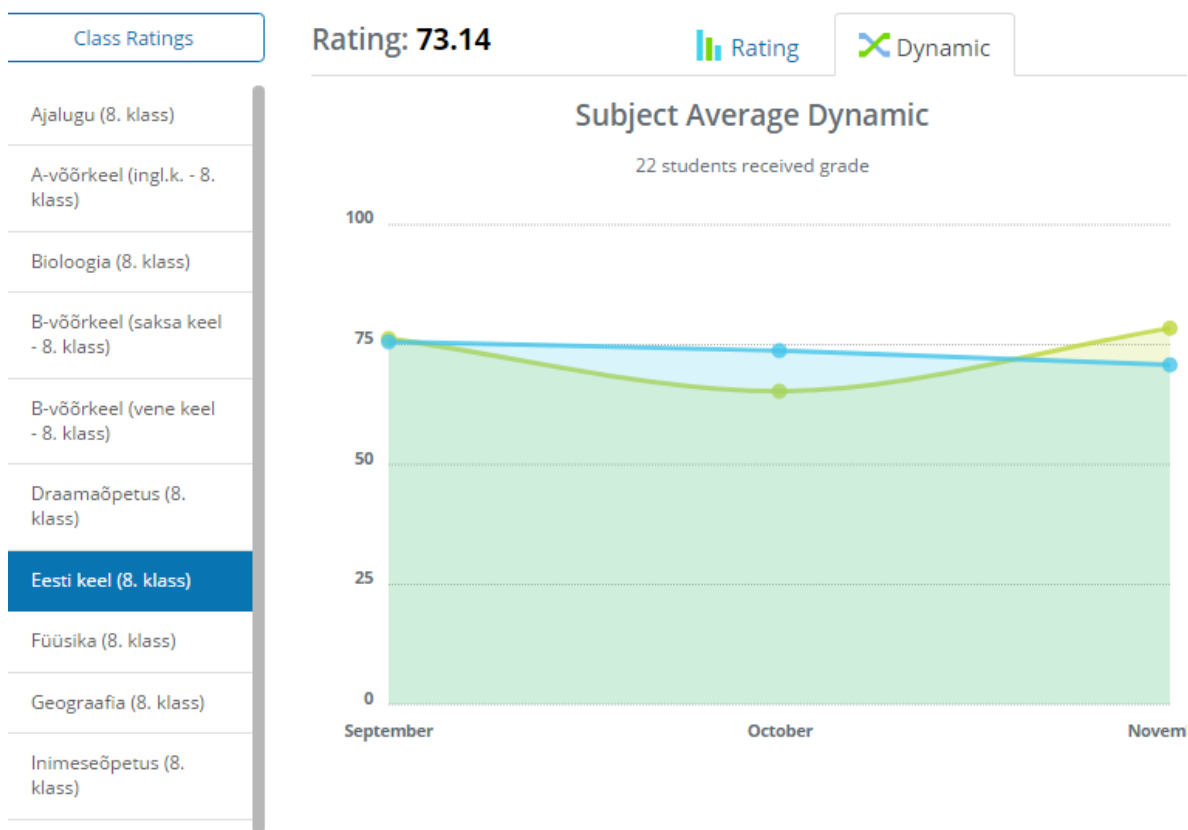 Class Ratings
Ajalugu (8. klass)
A-võõrkeel (ingl.k. - 8.
klass)
Bioloogia (8. klass)
B-võõrkeel (saksa keel
- 8. klass)
B-võõrkeel (vene keel
- 8. klass)
Draamaõpetus (8.
klass)
Eesti keel (8. klass)
Füüsika (8. klass)
Geograafia (8. klass)
Inimeseõpetus (8.
klass)
Rating: 73.14
Rating
Dynamic
Subject Average Dynamic
22 students received grade
100
75
50
25
0
September
October
Novem